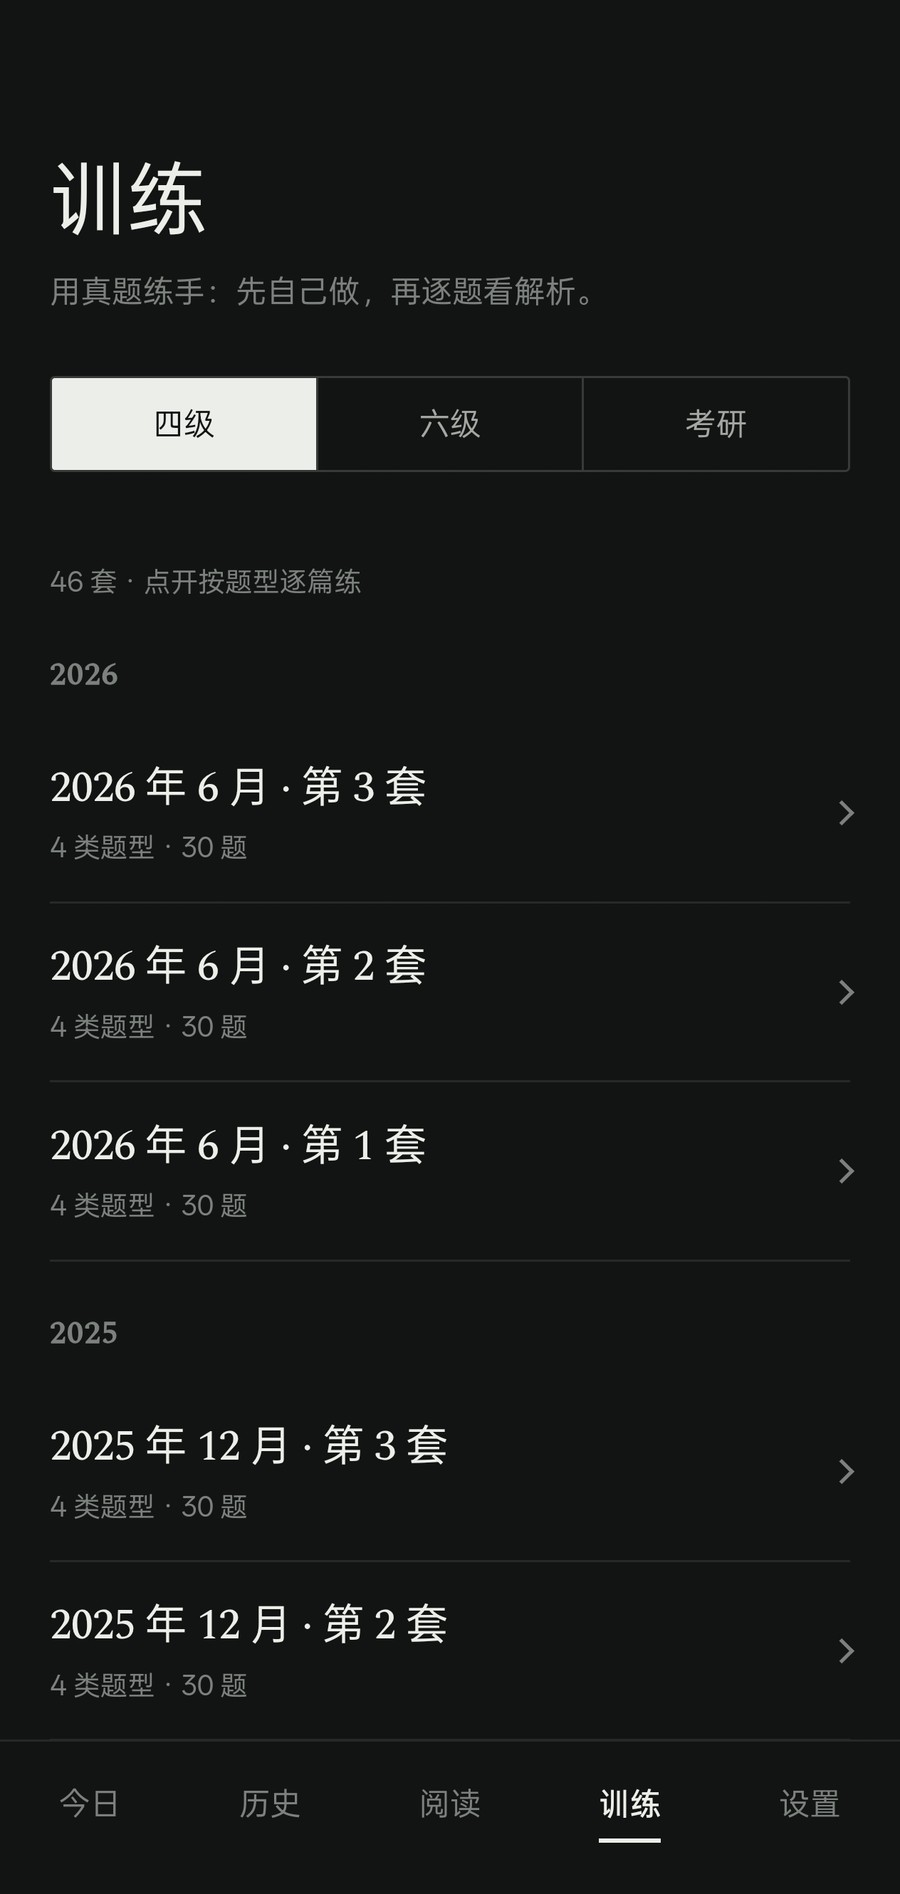 训练
用真题练手：先自己做，再逐题看解析。
四级
六级
考研
46 套 · 点开按题型逐篇练
2026
2026 年 6 月 · 第 3 套
4 类题型 · 30 题
2026 年 6 月 · 第 2 套
4 类题型 · 30 题
2026 年 6 月 · 第 1 套
4 类题型 · 30 题
2025
2025 年 12 月 · 第 3 套
4 类题型 · 30 题
2025 年 12 月 · 第 2 套
4 类题型 · 30 题
今日
历史
阅读
训练
设置